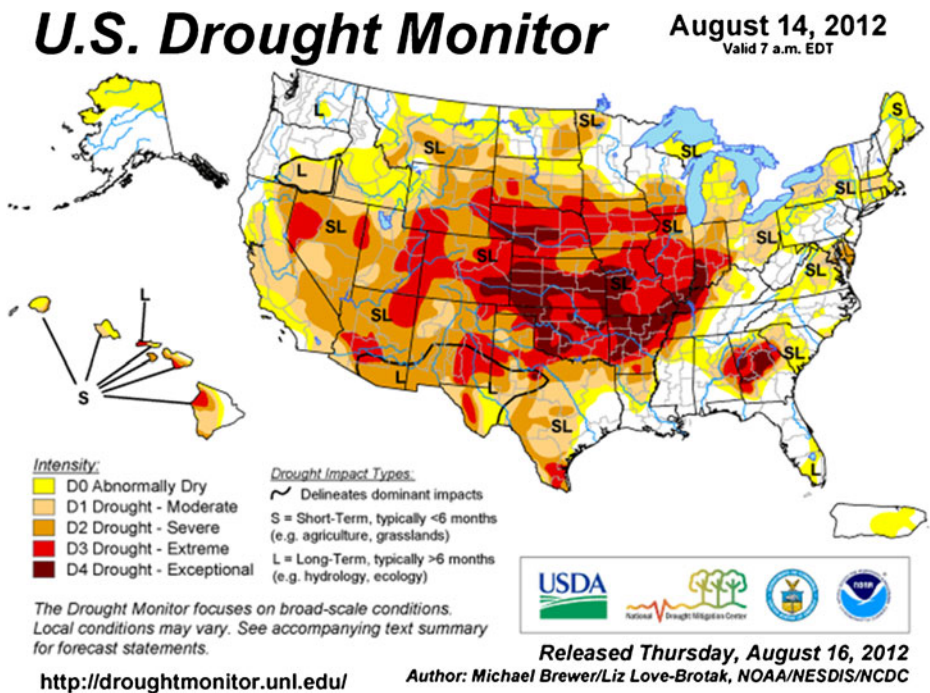 U.S. Drought Monitor
August 14, 2012
Valid 7 a.m. EDT
L
SL
S
SL
SL
L
SL
SL
SL
SL
SL
SL
SL
SL
L
L
SL
SL
L
L
S
Intensity:
D0 Abnormally Dry
D1 Drought - Moderate
D2 Drought - Severe
D3 Drought - Extreme
D4 Drought - Exceptional
Drought Impact Types:
Delineates dominant impacts
S = Short-Term, typically <6 months
(e.g. agriculture, grasslands)
L = Long-Term, typically >6 months
(e.g. hydrology, ecology)
The Drought Monitor focuses on broad-scale conditions.
Local conditions may vary. See accompanying text summary
for forecast statements.
http://droughtmonitor.unl.edu/
USDA
National Drought Mitigation Center
noaa
Released Thursday, August 16, 2012
Author: Michael Brewer/Liz Love-Brotak, NOAA/NESDIS/NCDC